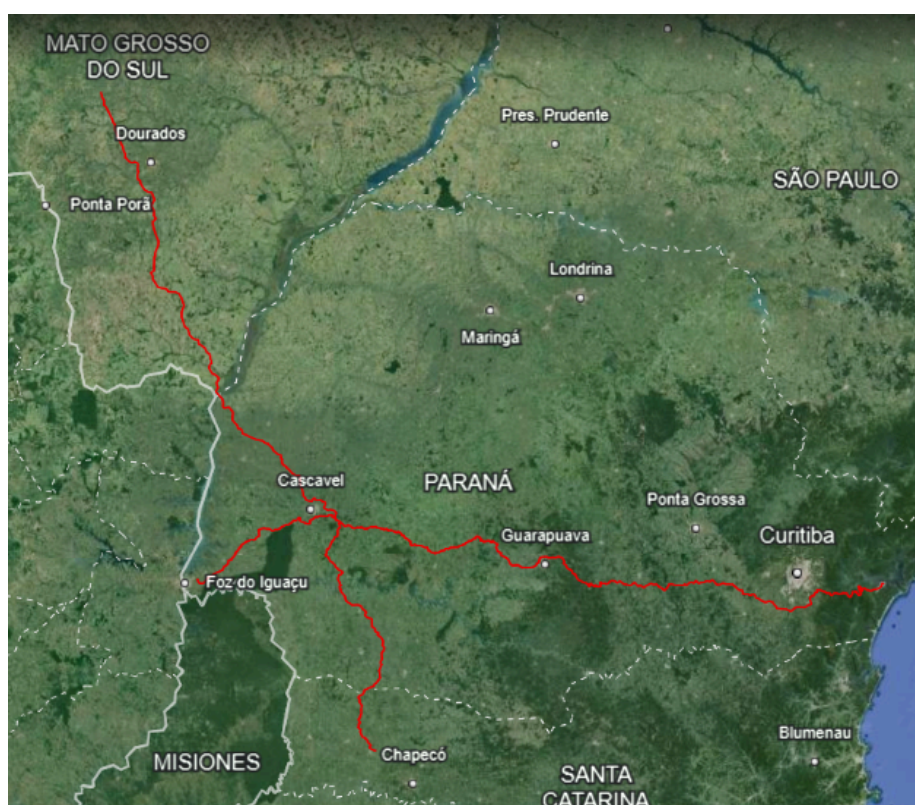 MATO GROSSO
DO SUL
Pres. Prudente
Dourados
SÃO PAULO
Ponta Porã
Londrina
Maringá
Cascavel
PARANÁ
Ponta Grossa
Guarapuava
Curitiba
Foz do Iguaçu
Blumenau
Chapecó
MISIONES
SANTA
CATARINA